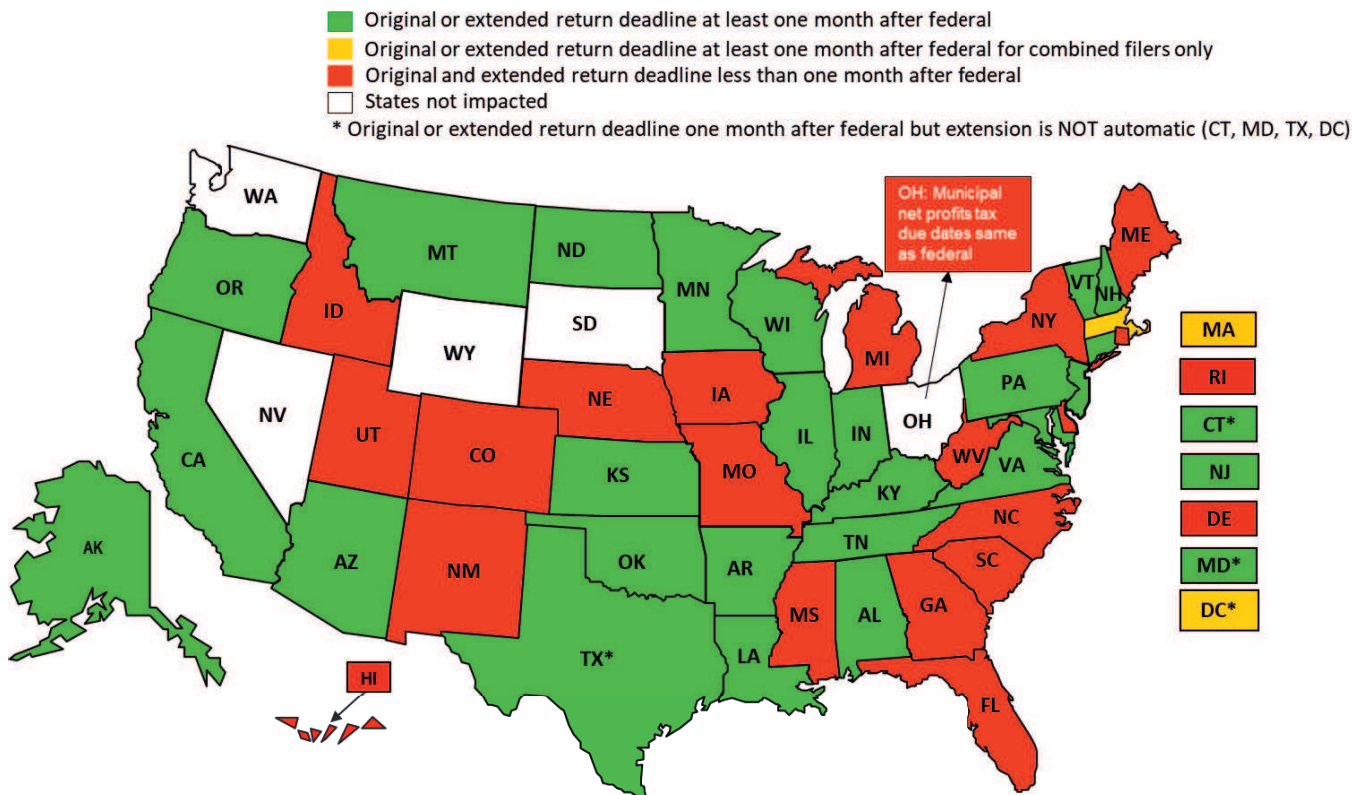 Original or extended return deadline at least one month after federal
Original or extended return deadline at least one month after federal for combined filers only
Original and extended return deadline less than one month after federal
States not impacted
* Original or extended return deadline one month after federal but extension is NOT automatic (CT, MD, TX, DC)
OH: Municipal
net profits tax
due dates same
as federal
WA
MT
ND
MN
ME
VT
NH
OR
ID
SD
WI
NY
MA
WY
MI
RI
NE
IA
PA
NV
UT
CO
IL
IN
OH
CT*
CA
KS
MO
WV
VA
NJ
KY
AK
AZ
NM
OK
AR
TN
NC
DE
SC
MD*
MS
AL
GA
DC*
TX*
LA
HI
FL